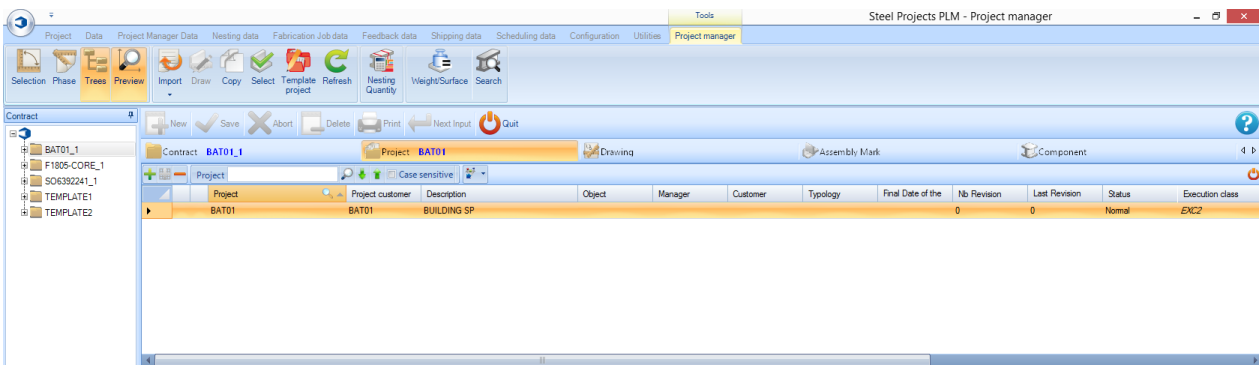 Tools Steel Projects PLM - Project manager
Project Data Project Manager Data Nesting data Fabrication Job data Feedback data Shipping data Scheduling data Configuration Utilities Project manager
Selection Phase Trees Preview Import Draw Copy Select Template project Refresh Nesting Quantity Weight/Surface Search
Contract New Save Abort Delete Print Next Input Quit
BAT01_1
F1805-CORE_1
SO6392241_1
TEMPLATE1
TEMPLATE2
Contract BAT01_1 Project BAT01 Drawing Assembly Mark Component
Project Case sensitive
Project Project customer Description Object Manager Customer Typology Final Date of the Nb Revision Last Revision Status Execution class
BAT01 BAT01 BUILDING SP 0 0 Normal EXC2